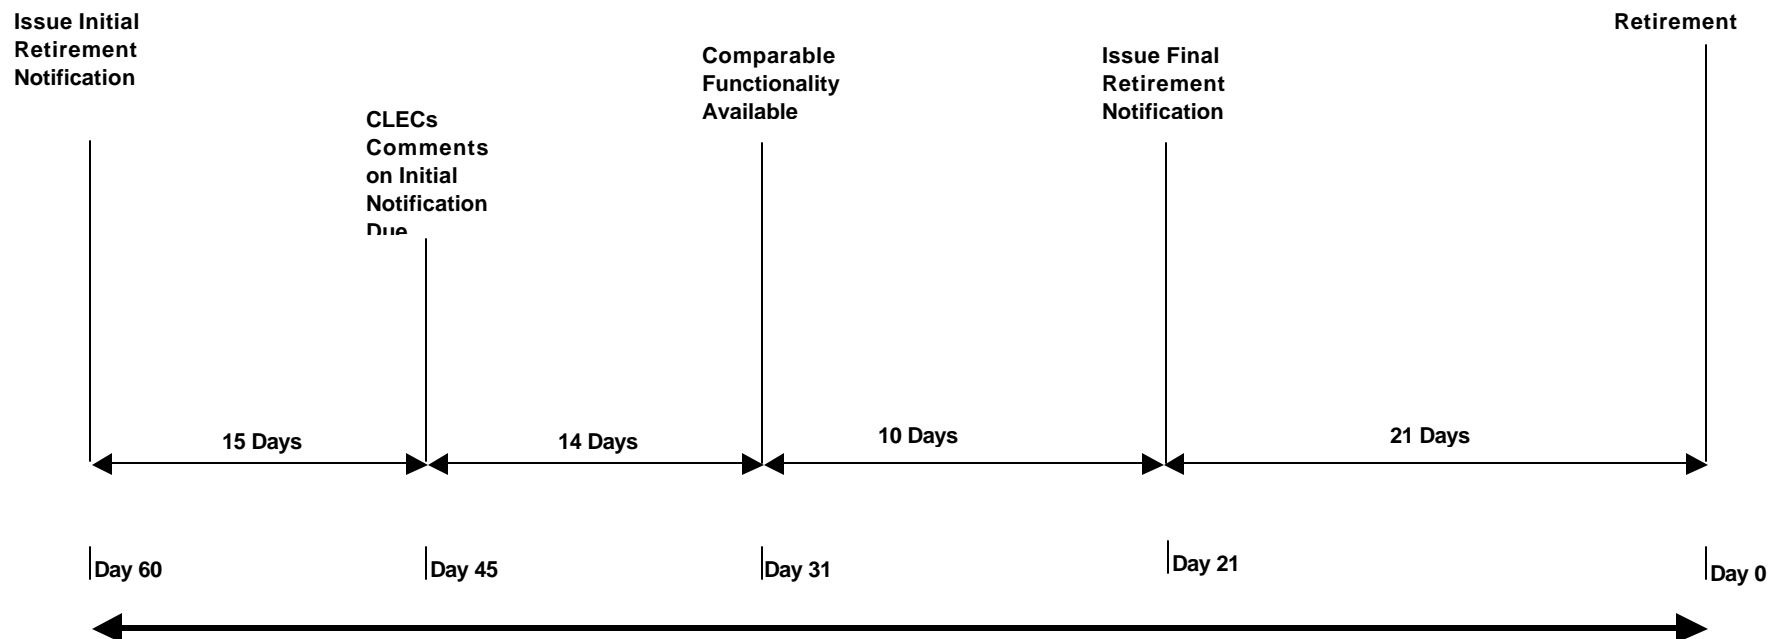 Issue Initial
Retirement
Notification
CLECs
Comments
on Initial
Notification
Due
Comparable
Functionality
Available
Issue Final
Retirement
Notification
Retirement
15 Days
14 Days
10 Days
21 Days
Day 60
Day 45
Day 31
Day 21
Day 0